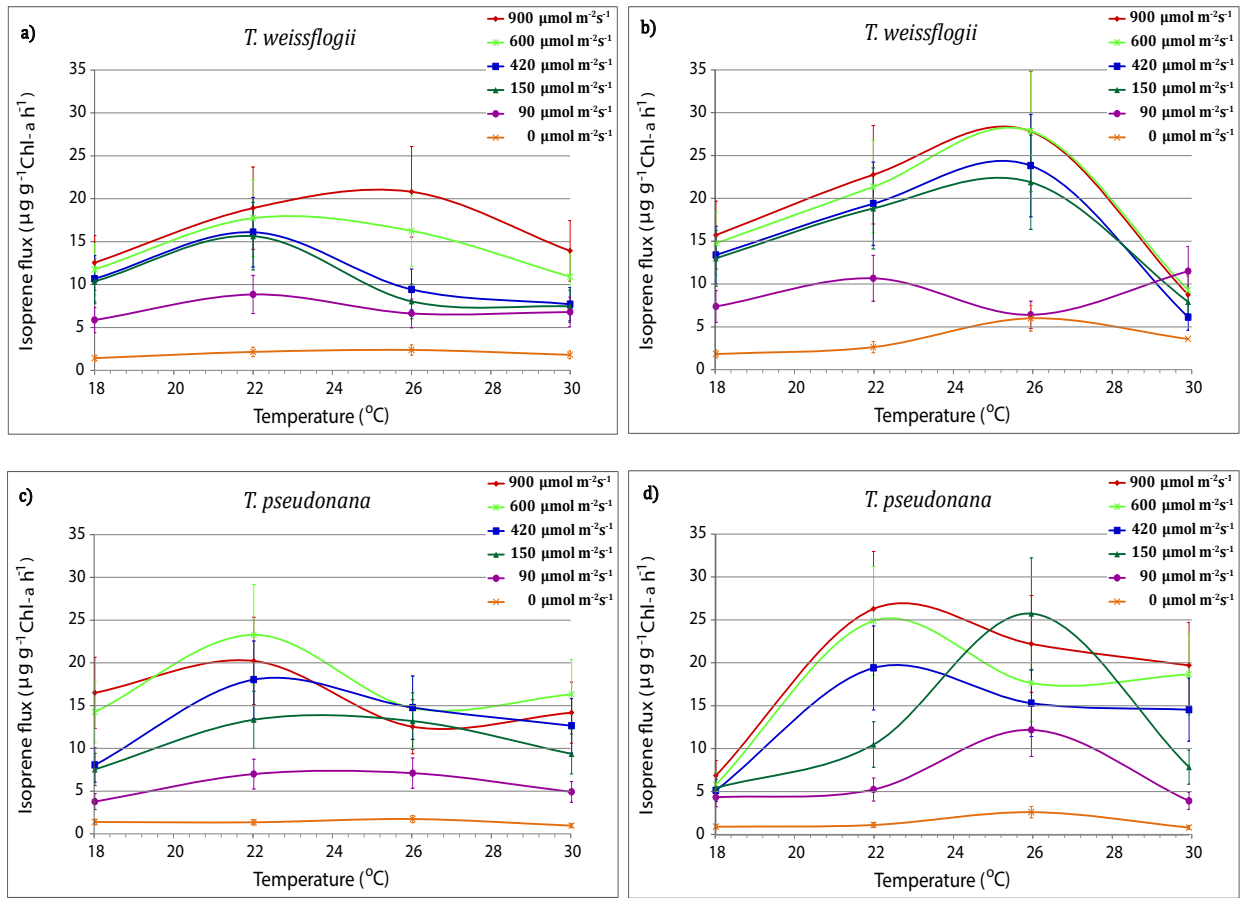 a)
T. weissflogii
900 µmol m⁻²s⁻¹
600 µmol m⁻²s⁻¹
420 µmol m⁻²s⁻¹
150 µmol m⁻²s⁻¹
90 µmol m⁻²s⁻¹
0 µmol m⁻²s⁻¹
Isoprene flux (µg g⁻¹Chl-a h⁻¹)
35
30
25
20
15
10
5
0
18 20 22 24 26 28 30
Temperature (°C)
b)
T. weissflogii
900 µmol m⁻²s⁻¹
600 µmol m⁻²s⁻¹
420 µmol m⁻²s⁻¹
150 µmol m⁻²s⁻¹
90 µmol m⁻²s⁻¹
0 µmol m⁻²s⁻¹
Isoprene flux (µg g⁻¹Chl-a h⁻¹)
35
30
25
20
15
10
5
0
18 20 22 24 26 28 30
Temperature (°C)
c)
T. pseudonana
900 µmol m⁻²s⁻¹
600 µmol m⁻²s⁻¹
420 µmol m⁻²s⁻¹
150 µmol m⁻²s⁻¹
90 µmol m⁻²s⁻¹
0 µmol m⁻²s⁻¹
Isoprene flux (µg g⁻¹Chl-a h⁻¹)
35
30
25
20
15
10
5
0
18 20 22 24 26 28 30
Temperature (°C)
d)
T. pseudonana
900 µmol m⁻²s⁻¹
600 µmol m⁻²s⁻¹
420 µmol m⁻²s⁻¹
150 µmol m⁻²s⁻¹
90 µmol m⁻²s⁻¹
0 µmol m⁻²s⁻¹
Isoprene flux (µg g⁻¹Chl-a h⁻¹)
35
30
25
20
15
10
5
0
18 20 22 24 26 28 30
Temperature (°C)